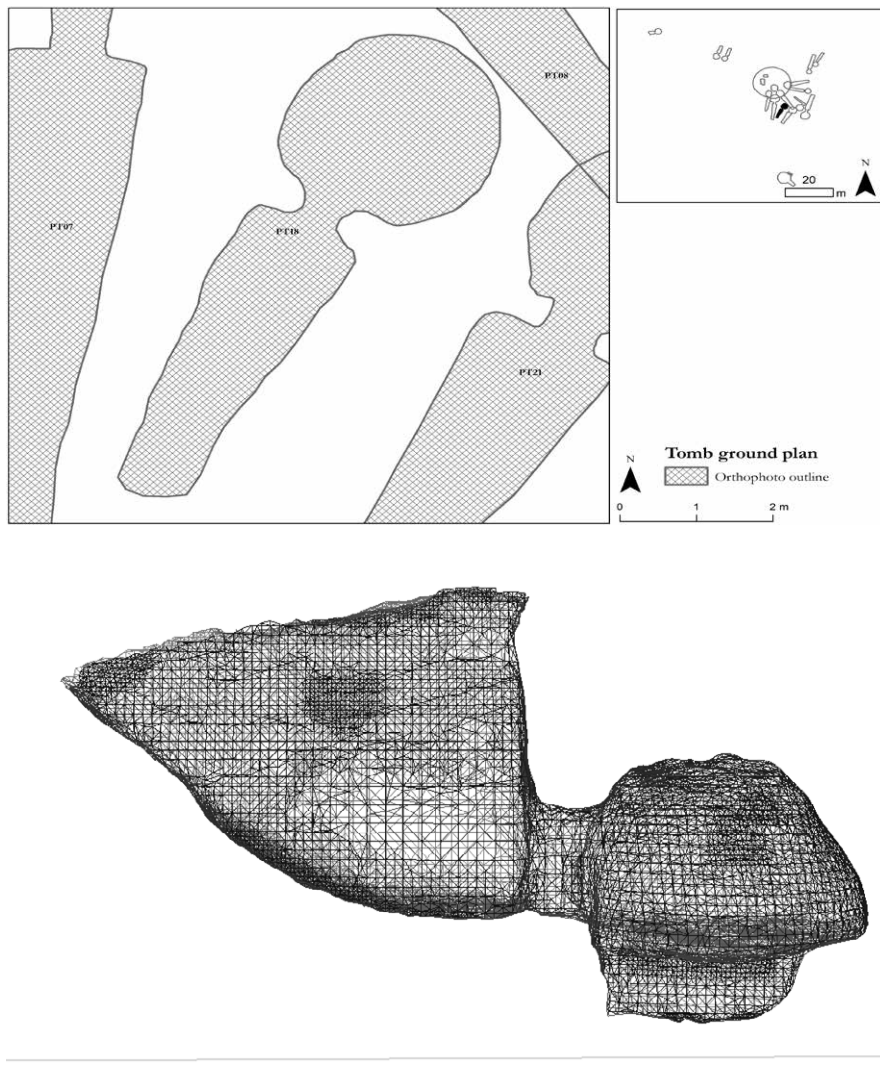 PT08
PT07
PT18
PT21
N
20
m
Tomb ground plan
N
Orthophoto outline
0 1 2 m